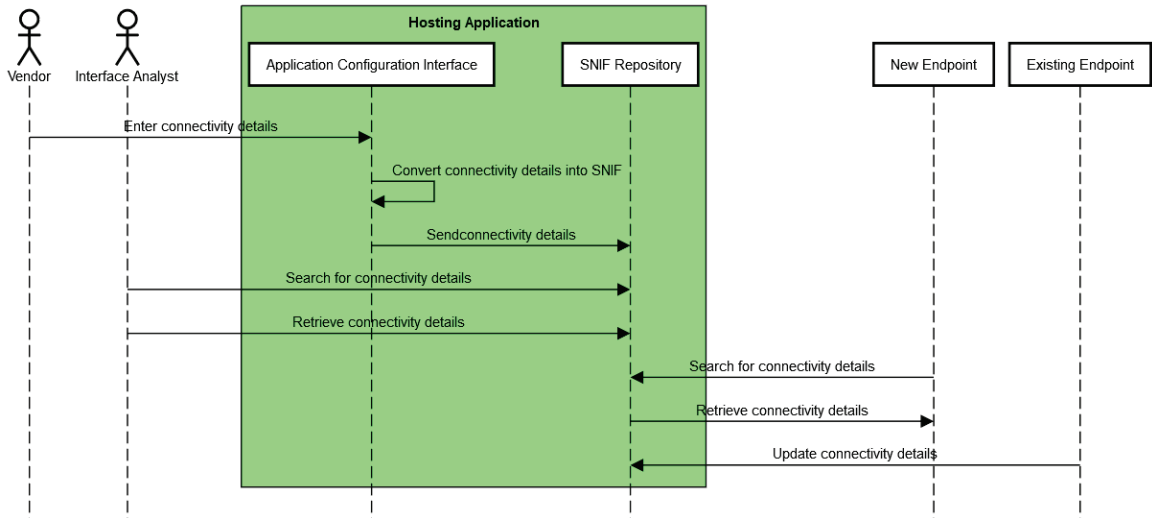 Hosting Application
Vendor
Interface Analyst
Application Configuration Interface
SNIF Repository
New Endpoint
Existing Endpoint
Enter connectivity details
Convert connectivity details into SNIF
Sendconnectivity details
Search for connectivity details
Retrieve connectivity details
Search for connectivity details
Retrieve connectivity details
Update connectivity details